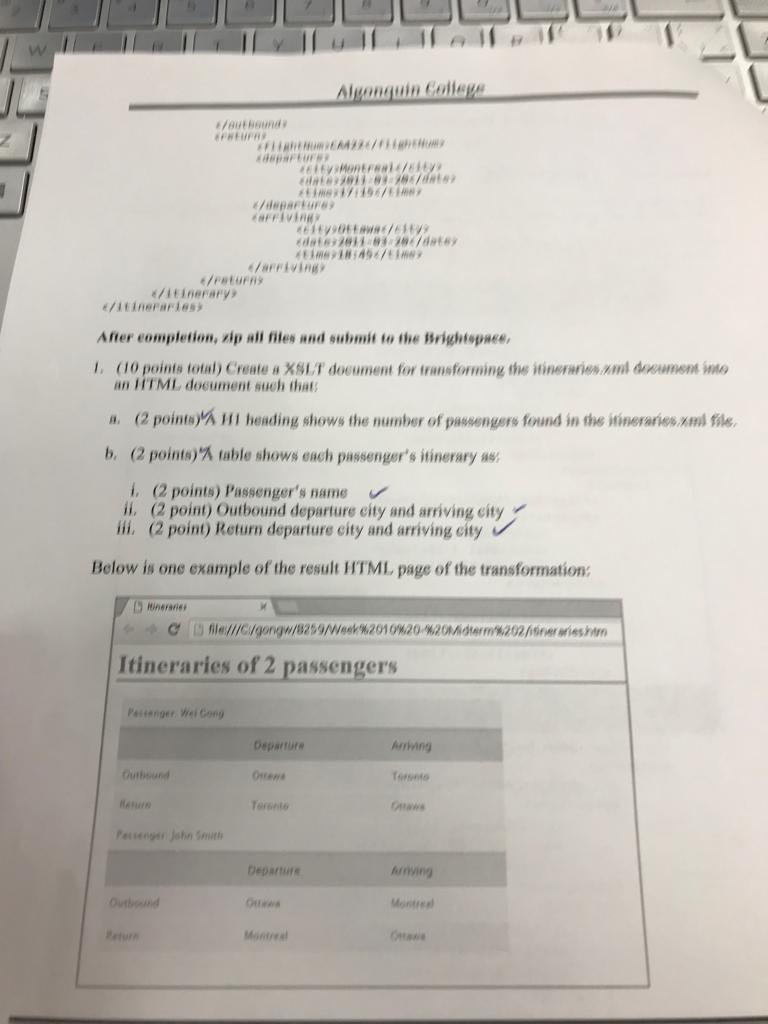 Algonquin College
</outbound>
<return>
<flightNum>CAA22</flightNum>
<departure>
<city>Montreal</city>
<date>2011-03-20</date>
<time>17:15</time>
</departure>
<arriving>
<city>Ottawa</city>
<date>2011-03-20</date>
<time>18:45</time>
</arriving>
</return>
</itinerary>
</itineraries>
After completion, zip all files and submit to the Brightspace.
1. (10 points total) Create a XSLT document for transforming the itineraries.xml document into
an HTML document such that:
a. (2 points) A H1 heading shows the number of passengers found in the itineraries.xml file.
b. (2 points) A table shows each passenger's itinerary as:
i. (2 points) Passenger's name
ii. (2 point) Outbound departure city and arriving city
iii. (2 point) Return departure city and arriving city
Below is one example of the result HTML page of the transformation:
Itineraries
file:///C:/gongw/8259/Week%2010%20-%20Midterm%202/itineraries.htm
Itineraries of 2 passengers
Passenger: Wei Gong
Departure Arriving
Outbound Ottawa Toronto
Return Toronto Ottawa
Passenger: John Smith
Departure Arriving
Outbound Ottawa Montreal
Return Montreal Ottawa